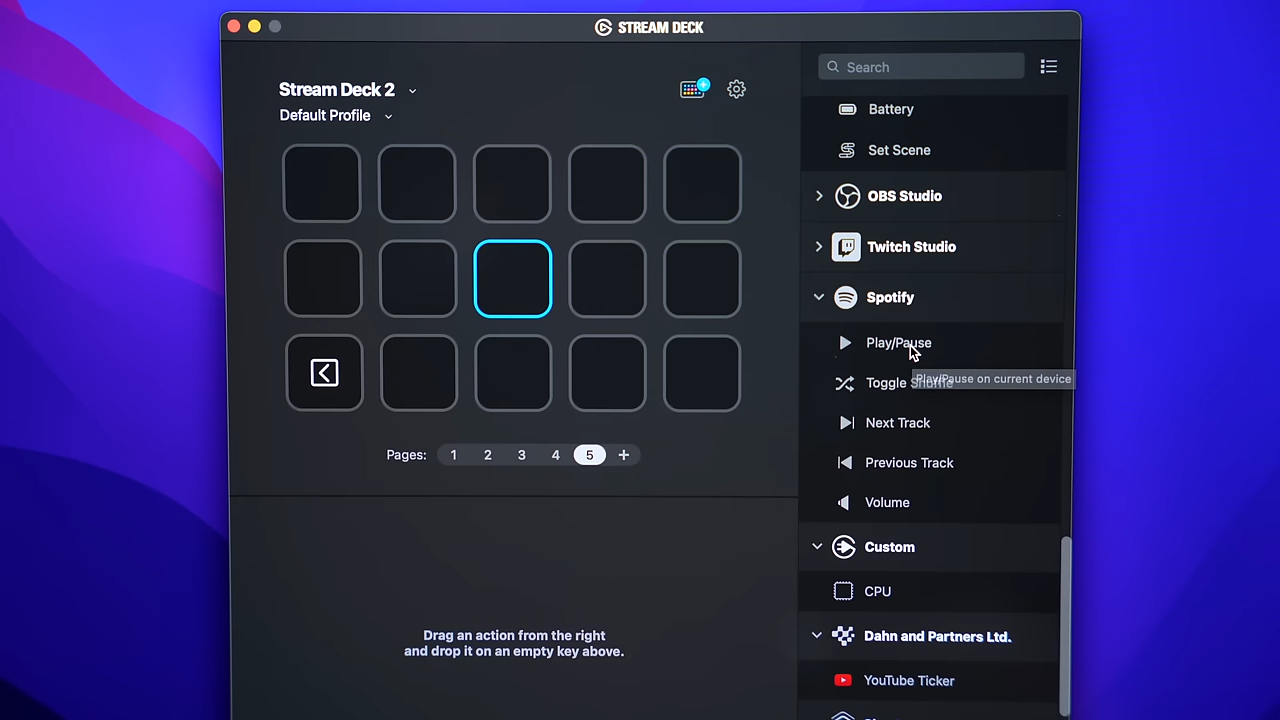 STREAM DECK
Stream Deck 2
Default Profile
Search
Battery
Set Scene
OBS Studio
Twitch Studio
Spotify
Play/Pause
Play/Pause on current device
Toggle Shuffle
Next Track
Previous Track
Volume
Pages: 1 2 3 4 5 +
Custom
CPU
Dahn and Partners Ltd.
YouTube Ticker
Drag an action from the right
and drop it on an empty key above.